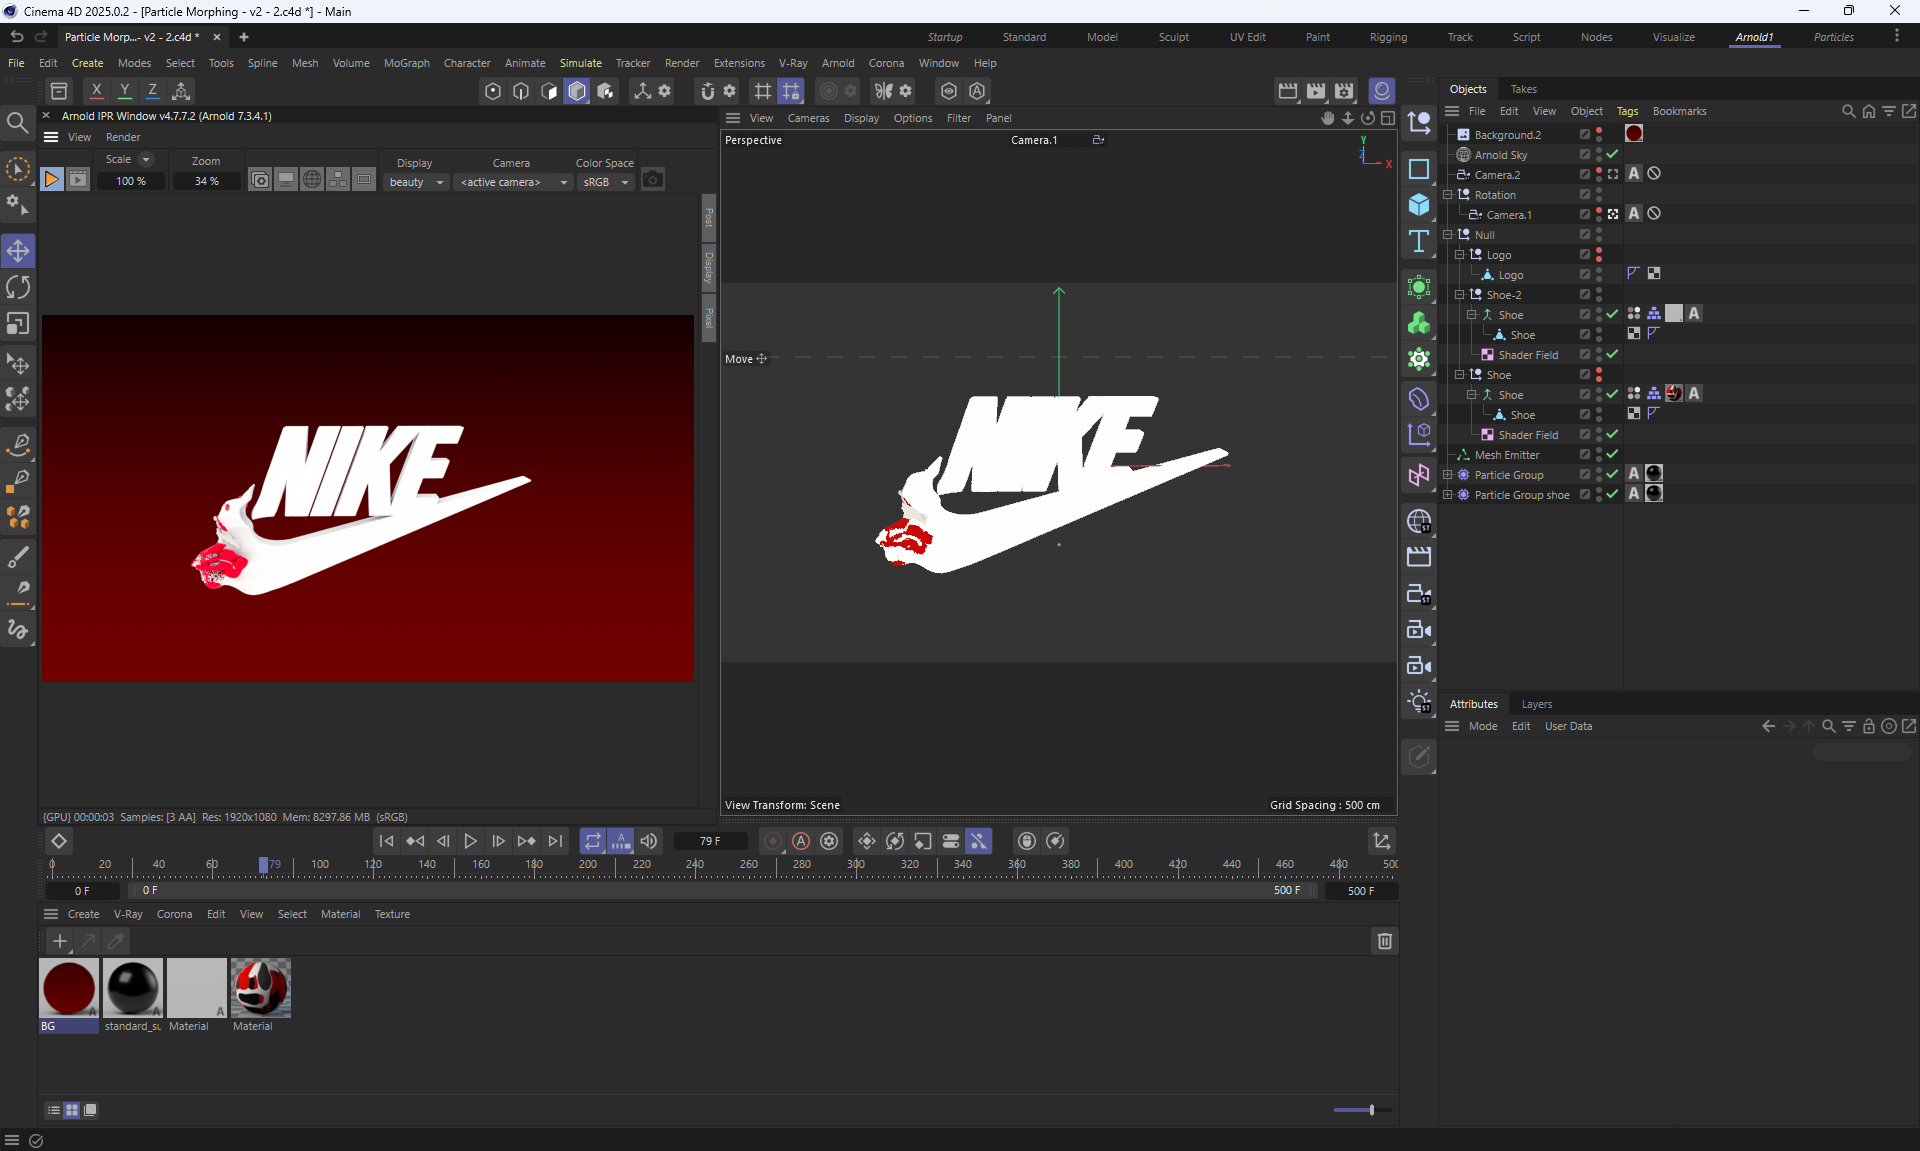 Cinema 4D 2025.0.2 - [Particle Morphing - v2 - 2.c4d *] - Main
Particle Morp...- v2 - 2.c4d *
Startup Standard Model Sculpt UV Edit Paint Rigging Track Script Nodes Visualize Arnold1 Particles
File Edit Create Modes Select Tools Spline Mesh Volume MoGraph Character Animate Simulate Tracker Render Extensions V-Ray Arnold Corona Window Help
X Y Z
Arnold IPR Window v4.7.7.2 (Arnold 7.3.4.1)
View Render
Scale Zoom Display Camera Color Space
100 % 34 % beauty <active camera> sRGB
Post
Display
Pixel
NIKE
{GPU} 00:00:03 Samples: [3 AA] Res: 1920x1080 Mem: 8297.86 MB (sRGB)
View Cameras Display Options Filter Panel
Perspective Camera.1
Y
Z
X
Move
NIKE
View Transform: Scene Grid Spacing : 500 cm
79 F
0 20 40 60 79 100 120 140 160 180 200 220 240 260 280 300 320 340 360 380 400 420 440 460 480 500
0 F 0 F 500 F 500 F
Create V-Ray Corona Edit View Select Material Texture
BG standard_su Material Material
Objects Takes
File Edit View Object Tags Bookmarks
Background.2
Arnold Sky
Camera.2
Rotation
Camera.1
Null
Logo
Logo
Shoe-2
Shoe
Shoe
Shader Field
Shoe
Shoe
Shoe
Shader Field
Mesh Emitter
Particle Group
Particle Group shoe
Attributes Layers
Mode Edit User Data